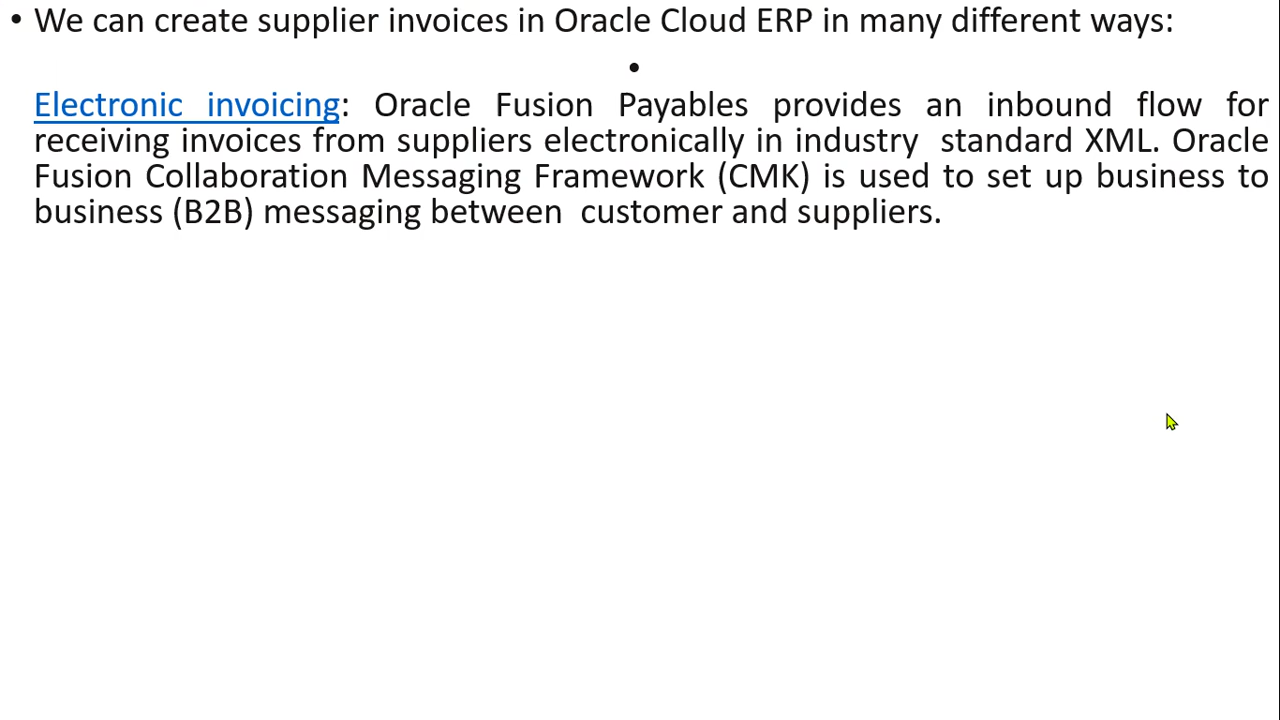 • We can create supplier invoices in Oracle Cloud ERP in many different ways:
•
Electronic invoicing: Oracle Fusion Payables provides an inbound flow for
receiving invoices from suppliers electronically in industry  standard XML. Oracle
Fusion Collaboration Messaging Framework (CMK) is used to set up business to
business (B2B) messaging between  customer and suppliers.